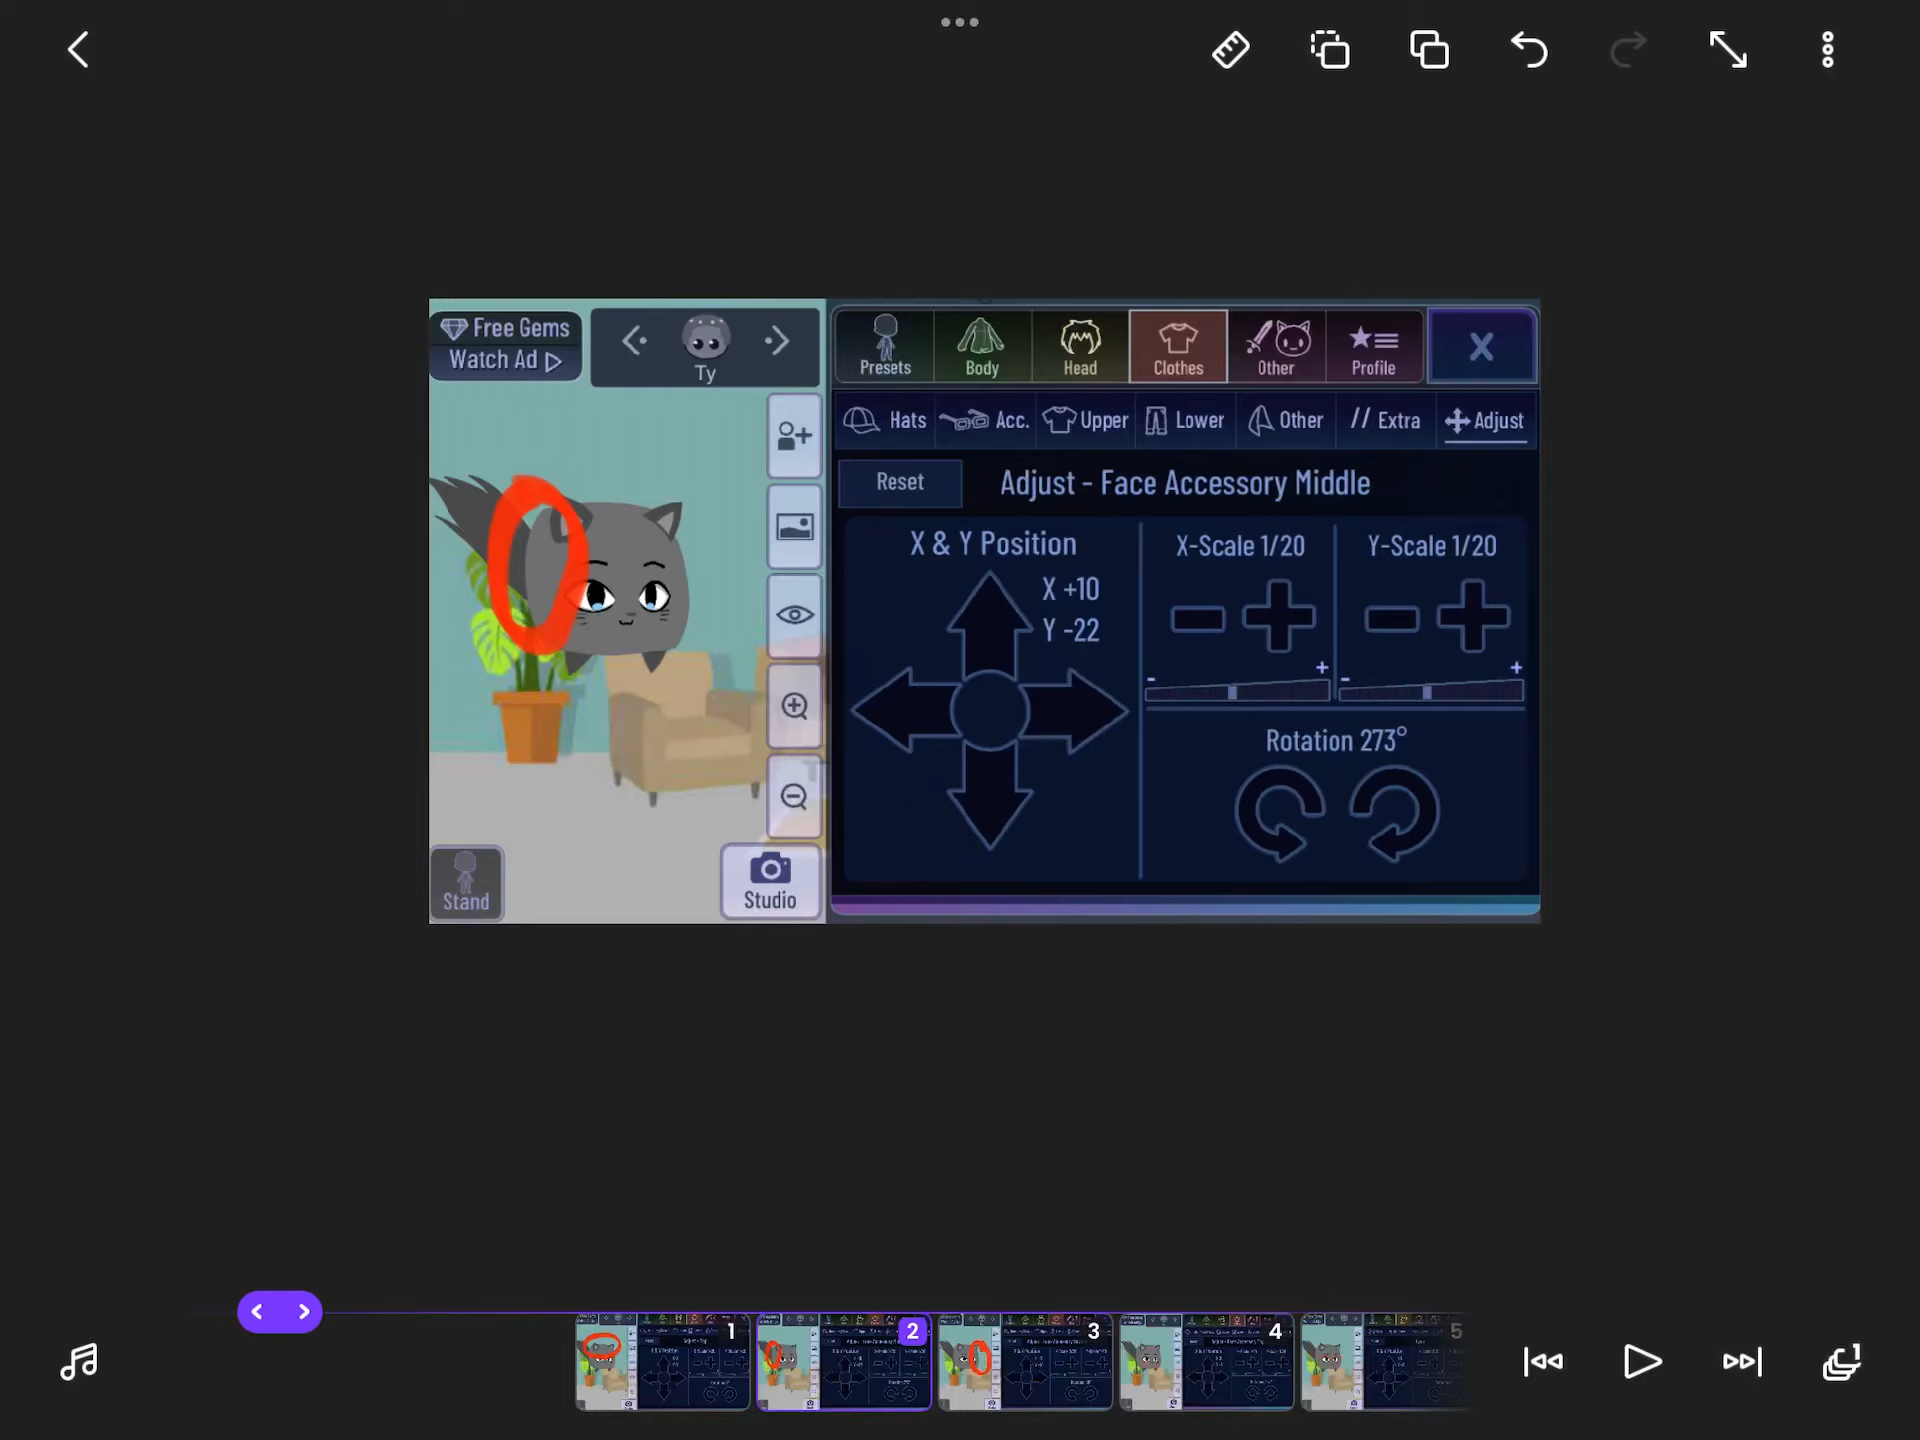 Free Gems
Watch Ad
Ty
Presets
Body
Head
Clothes
Other
Profile
X
Hats
Acc.
Upper
Lower
Other
Extra
Adjust
Reset
Adjust - Face Accessory Middle
X & Y Position
X +10
Y -22
X-Scale 1/20
Y-Scale 1/20
- +
- +
Rotation 273°
Stand
Studio
1
2
3
4
5
1